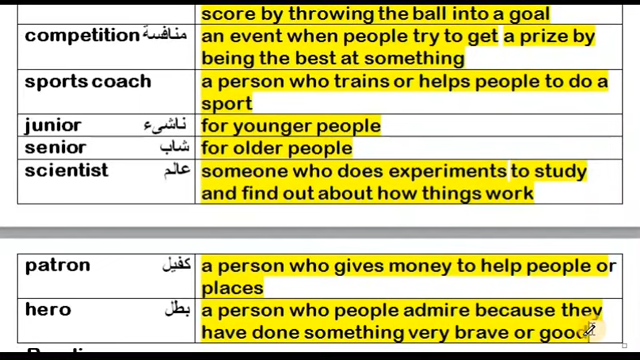 score by throwing the ball into a goal
competition منافسة an event when people try to get a prize by
being the best at something
sports coach a person who trains or helps people to do a
sport
junior ناشىء for younger people
senior شاب for older people
scientist عالم someone who does experiments to study
and find out about how things work
patron كفيل a person who gives money to help people or
places
hero بطل a person who people admire because they
have done something very brave or good